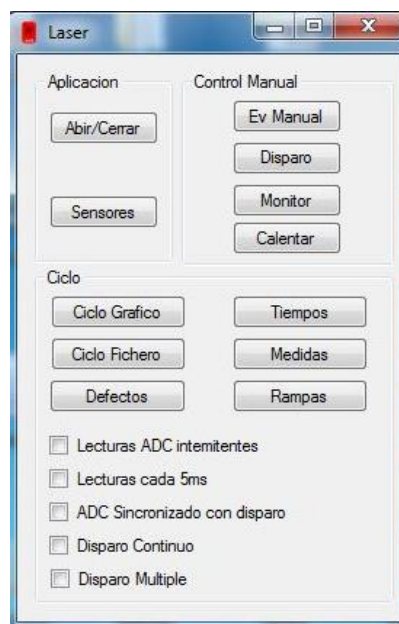 Laser
Aplicacion
Abir/Cerrar
Sensores
Control Manual
Ev Manual
Disparo
Monitor
Calentar
Ciclo
Ciclo Grafico
Tiempos
Ciclo Fichero
Medidas
Defectos
Rampas
Lecturas ADC intemitentes
Lecturas cada 5ms
ADC Sincronizado con disparo
Disparo Continuo
Disparo Multiple